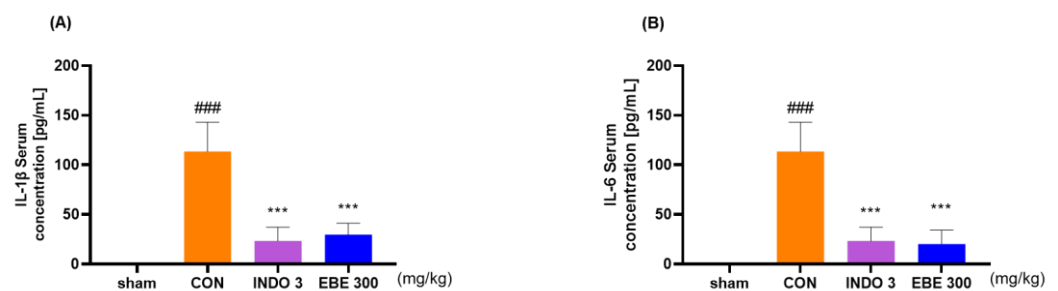 (A)
IL-1β Serum
concentration [pg/mL]
200
150
100
50
0
###
***
***
sham
CON
INDO 3
EBE 300
(mg/kg)
(B)
IL-6 Serum
concentration [pg/mL]
200
150
100
50
0
###
***
***
sham
CON
INDO 3
EBE 300
(mg/kg)